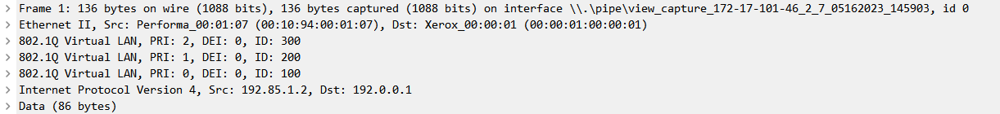 Frame 1: 136 bytes on wire (1088 bits), 136 bytes captured (1088 bits) on interface \\.\pipe\view_capture_172-17-101-46_2_7_05162023_145903, id 0
Ethernet II, Src: Performa_00:01:07 (00:10:94:00:01:07), Dst: Xerox_00:00:01 (00:00:01:00:00:01)
802.1Q Virtual LAN, PRI: 2, DEI: 0, ID: 300
802.1Q Virtual LAN, PRI: 1, DEI: 0, ID: 200
802.1Q Virtual LAN, PRI: 0, DEI: 0, ID: 100
Internet Protocol Version 4, Src: 192.85.1.2, Dst: 192.0.0.1
Data (86 bytes)